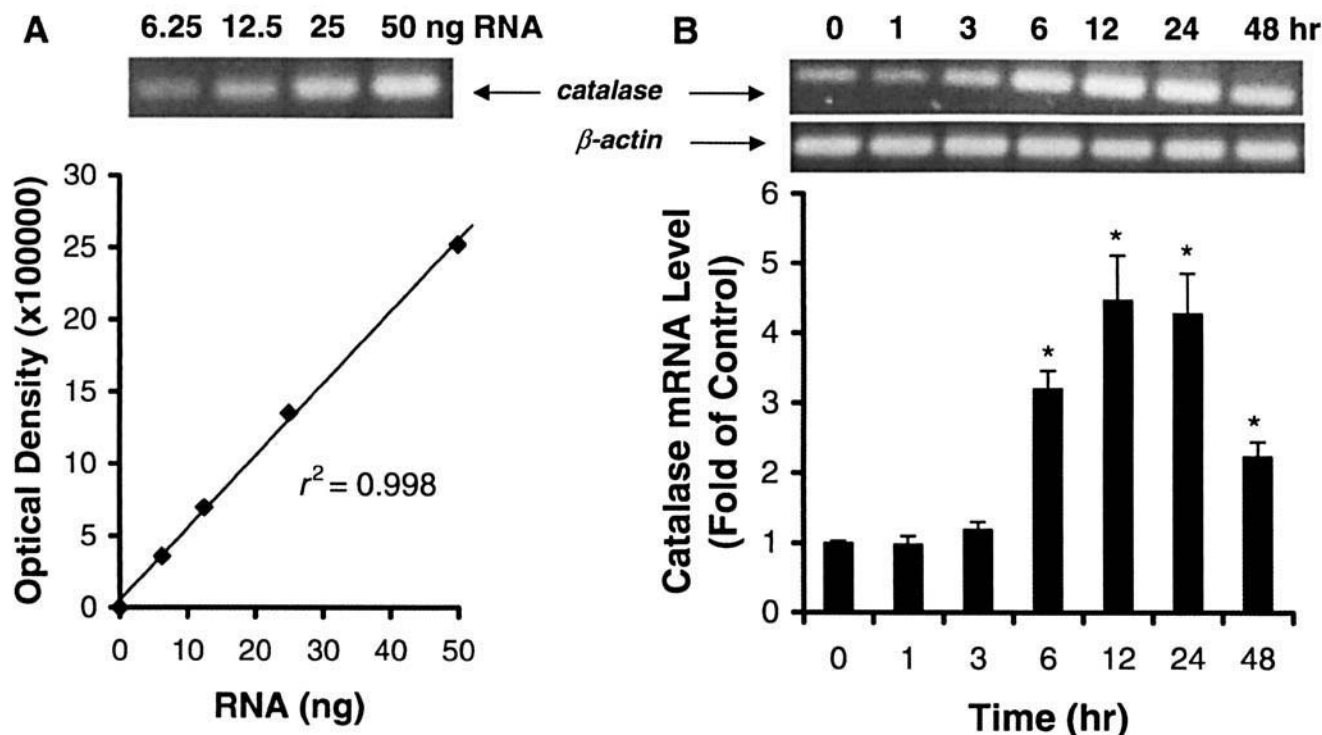 A
6.25 12.5 25 50 ng RNA
catalase
β-actin
30
25
20
15
10
5
0
Optical Density (x100000)
r² = 0.998
0 10 20 30 40 50
RNA (ng)
B
0 1 3 6 12 24 48 hr
6
5
4
3
2
1
0
Catalase mRNA Level
(Fold of Control)
* * * *
0 1 3 6 12 24 48
Time (hr)